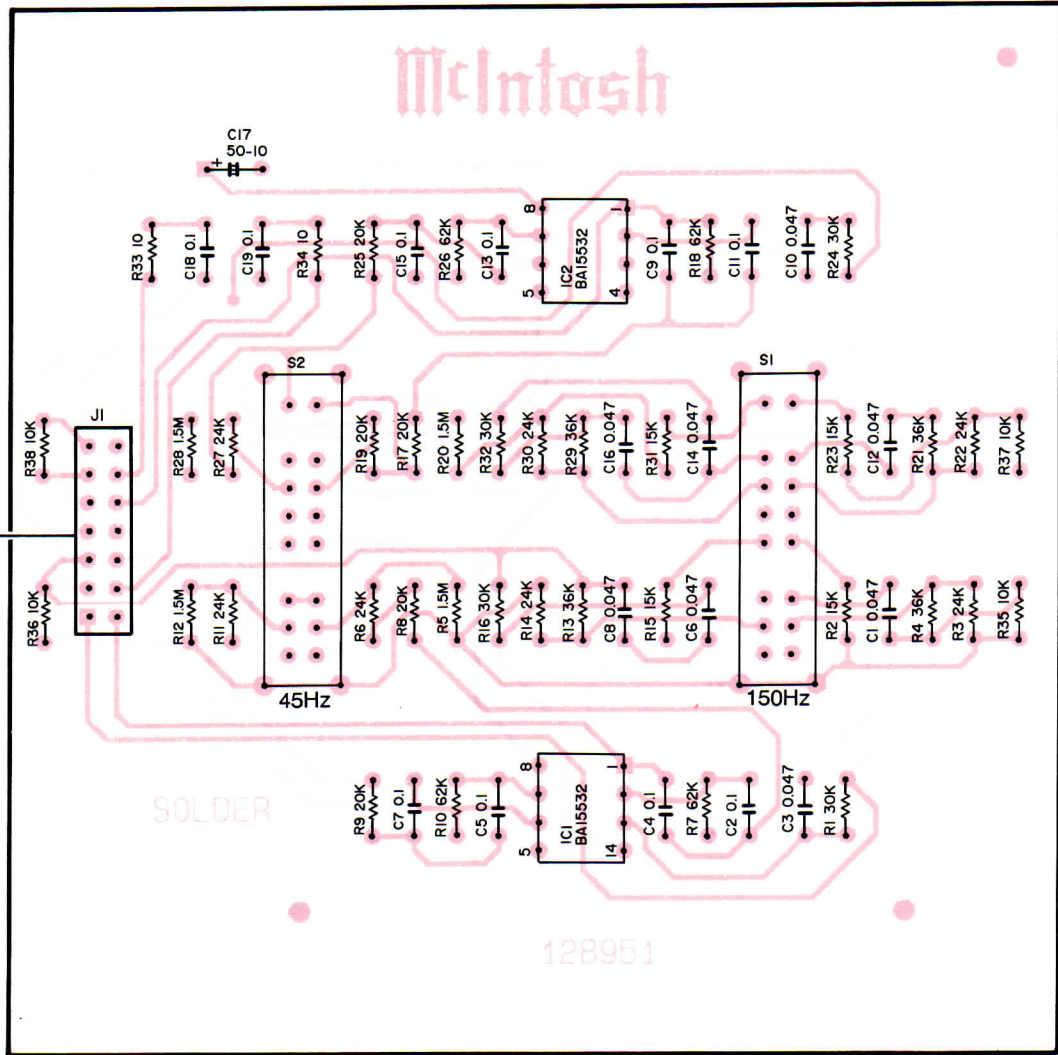 McIntosh
C17
50-10
+
R33 10
C18 0.1
C19 0.1
R34 10
R25 20K
C15 0.1
R26 62K
C13 0.1
8
1
IC2
BA15532
5
4
C9 0.1
R18 62K
C11 0.1
C10 0.047
R24 30K
S2
S1
J1
R38 10K
R28 1.5M
R27 24K
R19 20K
R17 20K
R20 1.5M
R32 30K
R30 24K
R29 36K
C16 0.047
R31 15K
C14 0.047
R23 15K
C12 0.047
R21 36K
R22 24K
R37 10K
R36 10K
R12 1.5M
R11 24K
R6 24K
R8 20K
R5 1.5M
R16 30K
R14 24K
R13 36K
C8 0.047
R15 15K
C6 0.047
R2 15K
C1 0.047
R4 36K
R3 24K
R35 10K
45Hz
150Hz
R9 20K
C7 0.1
R10 62K
C5 0.1
8
1
IC1
BA15532
5
14
C4 0.1
R7 62K
C2 0.1
C3 0.047
R1 30K
SOLDER
128951